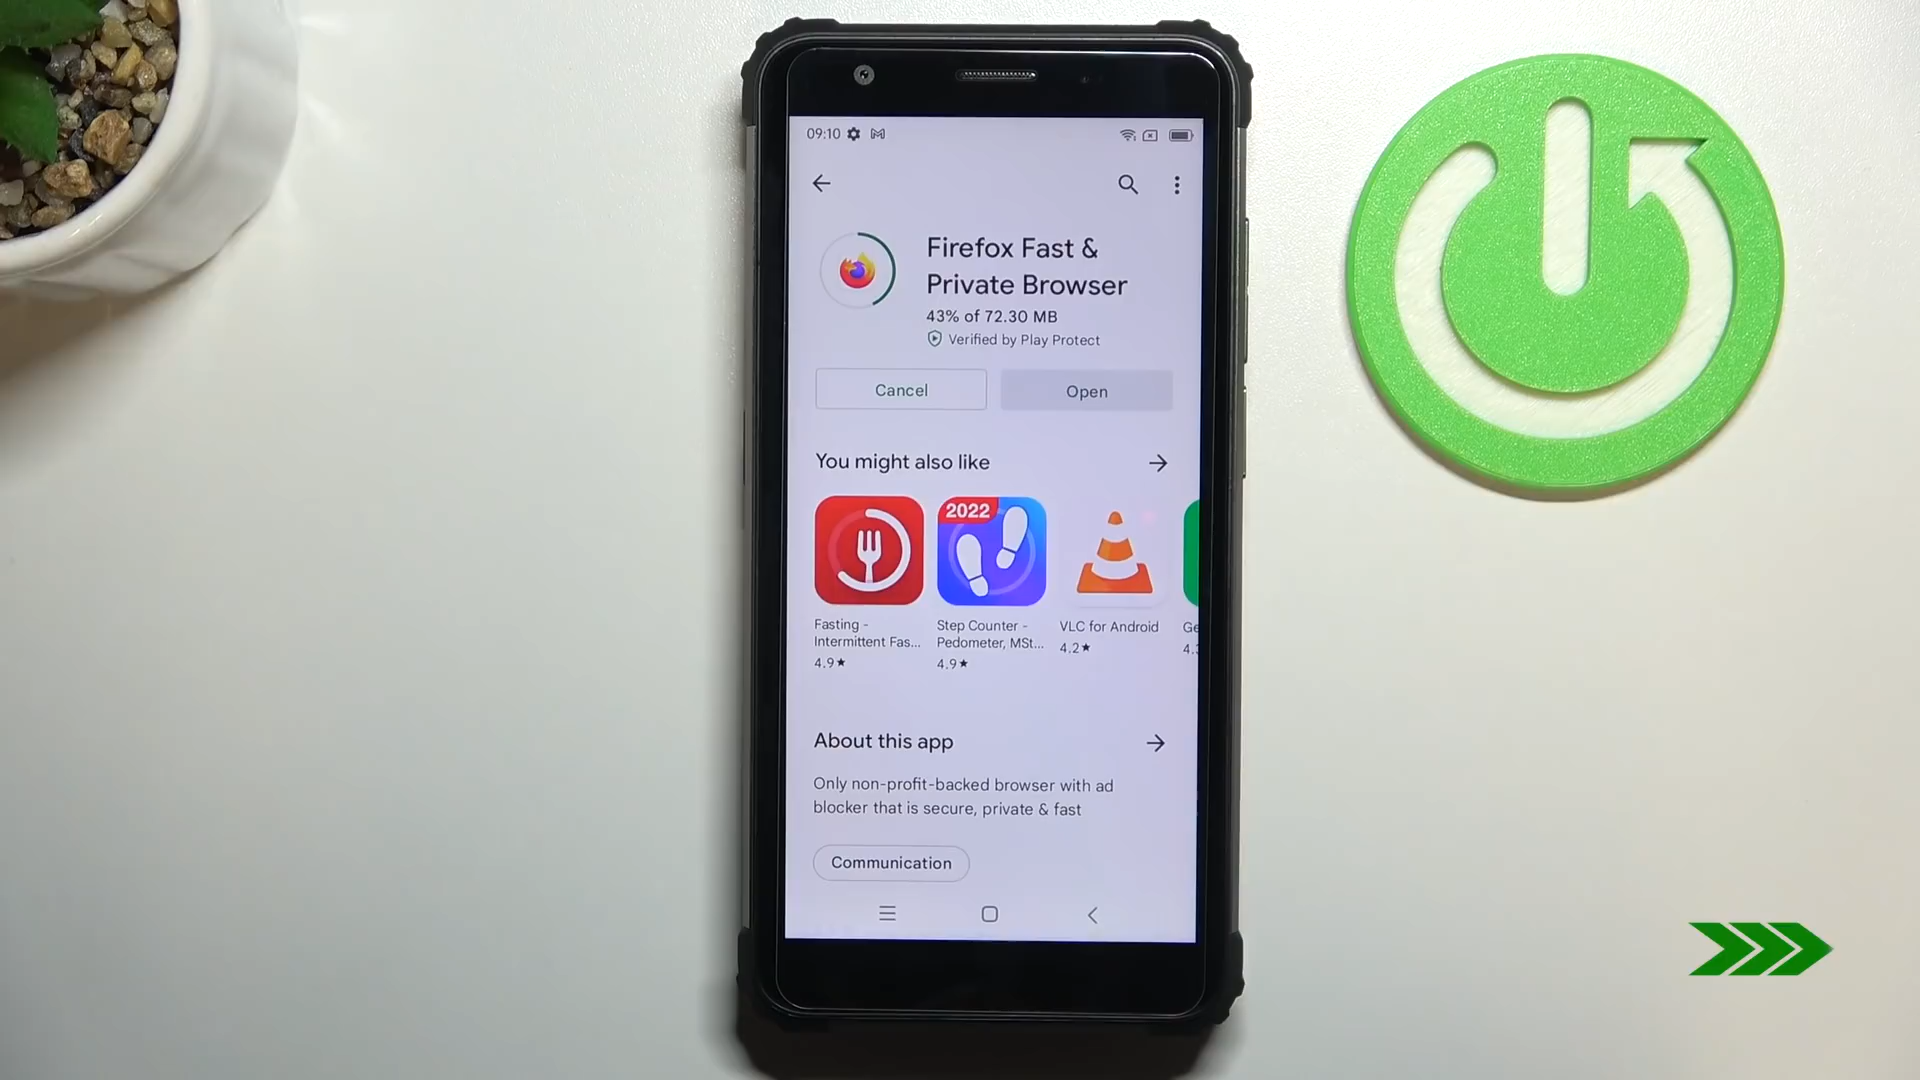 09:10
Firefox Fast &
Private Browser
43% of 72.30 MB
Verified by Play Protect
Cancel
Open
You might also like
2022
Fasting -
Intermittent Fas...
4.9★
Step Counter -
Pedometer, MSt...
4.9★
VLC for Android
4.2★
Ge
4.
About this app
Only non-profit-backed browser with ad
blocker that is secure, private & fast
Communication